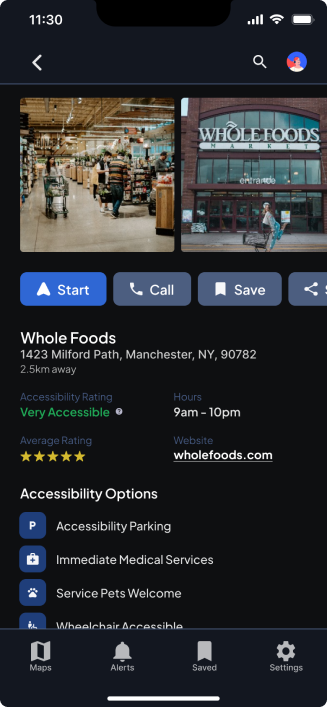 11:30
WHOLE FOODS
MARKET
entrance
Start
Call
Save
Whole Foods
1423 Milford Path, Manchester, NY, 90782
2.5km away
Accessibility Rating
Hours
Very Accessible ?
9am - 10pm
Average Rating
Website
wholefoods.com
Accessibility Options
P Accessibility Parking
Immediate Medical Services
Service Pets Welcome
Wheelchair Accessible
Maps
Alerts
Saved
Settings